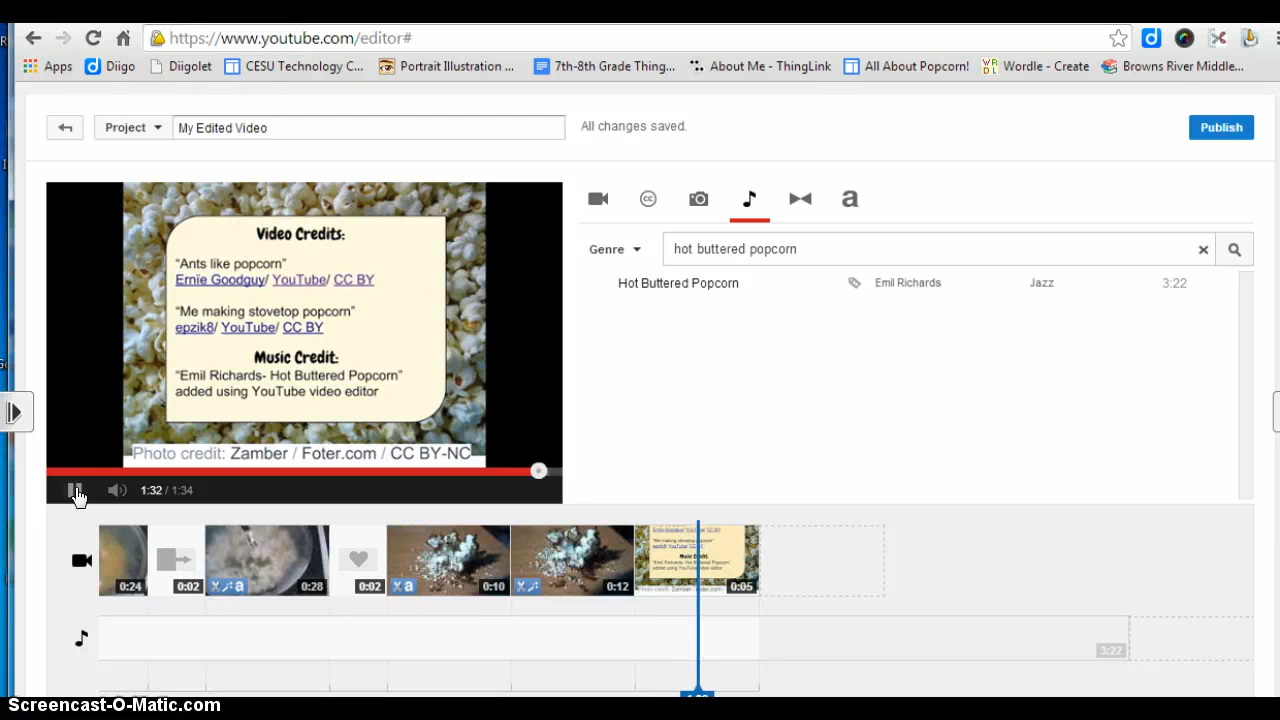 https://www.youtube.com/editor#
Apps Diigo Diigolet CESU Technology C... Portrait Illustration ... 7th-8th Grade Thing... About Me - ThingLink All About Popcorn! Wordle - Create Browns River Middle...
Project My Edited Video All changes saved. Publish
Genre hot buttered popcorn
Hot Buttered Popcorn Emil Richards Jazz 3:22
Video Credits:
"Ants like popcorn"
Ernïe Goodguy/ YouTube/ CC BY
"Me making stovetop popcorn"
epzik8/ YouTube/ CC BY
Music Credit:
"Emil Richards- Hot Buttered Popcorn"
added using YouTube video editor
Photo credit: Zamber / Foter.com / CC BY-NC
1:32 / 1:34
0:24 0:02 0:28 0:02 0:10 0:12 0:05
3:22
Screencast-O-Matic.com